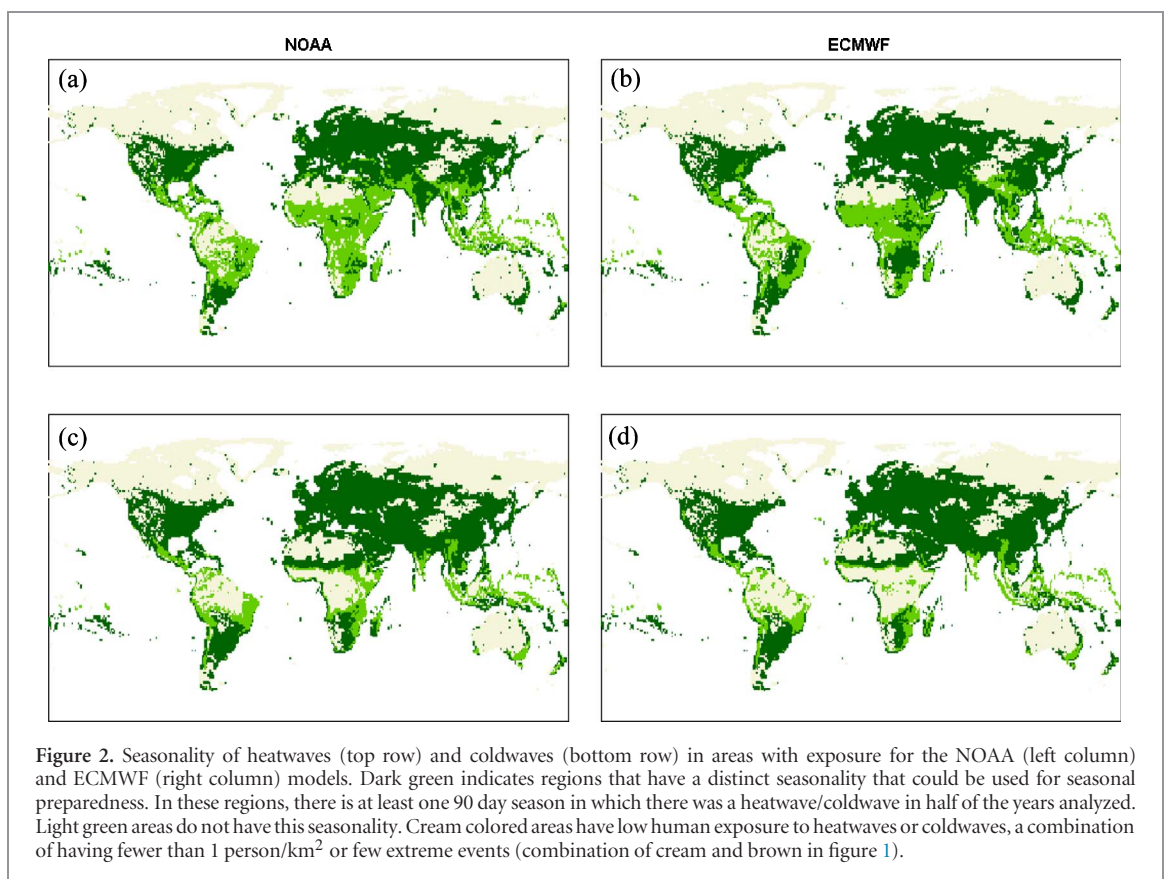 NOAA
ECMWF
(a)
(b)
(c)
(d)
Figure 2. Seasonality of heatwaves (top row) and coldwaves (bottom row) in areas with exposure for the NOAA (left column)
and ECMWF (right column) models. Dark green indicates regions that have a distinct seasonality that could be used for seasonal
preparedness. In these regions, there is at least one 90 day season in which there was a heatwave/coldwave in half of the years analyzed.
Light green areas do not have this seasonality. Cream colored areas have low human exposure to heatwaves or coldwaves, a combination
of having fewer than 1 person/km² or few extreme events (combination of cream and brown in figure 1).